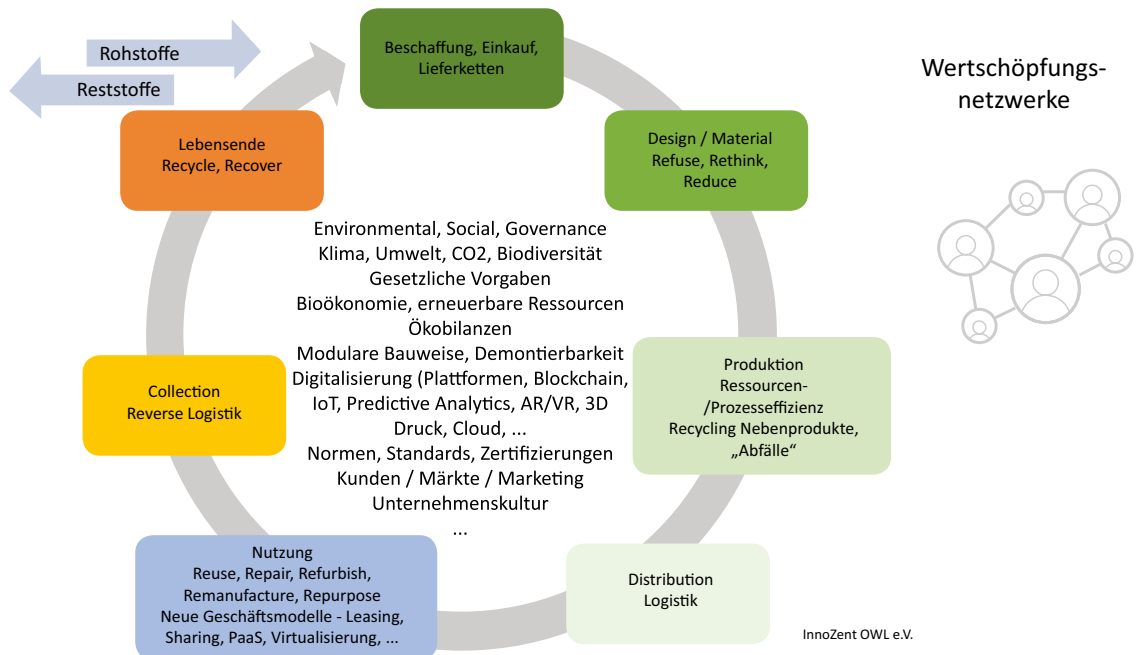 Rohstoffe
Reststoffe
Beschaffung, Einkauf,
Lieferketten
Wertschöpfungs-
netzwerke
Design / Material
Refuse, Rethink,
Reduce
Lebensende
Recycle, Recover
Environmental, Social, Governance
Klima, Umwelt, CO2, Biodiversität
Gesetzliche Vorgaben
Bioökonomie, erneuerbare Ressourcen
Ökobilanzen
Modulare Bauweise, Demontierbarkeit
Digitalisierung (Plattformen, Blockchain,
IoT, Predictive Analytics, AR/VR, 3D
Druck, Cloud, ...
Normen, Standards, Zertifizierungen
Kunden / Märkte / Marketing
Unternehmenskultur
...
Produktion
Ressourcen-
/Prozesseffizienz
Recycling Nebenprodukte,
„Abfälle“
Collection
Reverse Logistik
Nutzung
Reuse, Repair, Refurbish,
Remanufacture, Repurpose
Neue Geschäftsmodelle - Leasing,
Sharing, PaaS, Virtualisierung, ...
Distribution
Logistik
InnoZent OWL e.V.